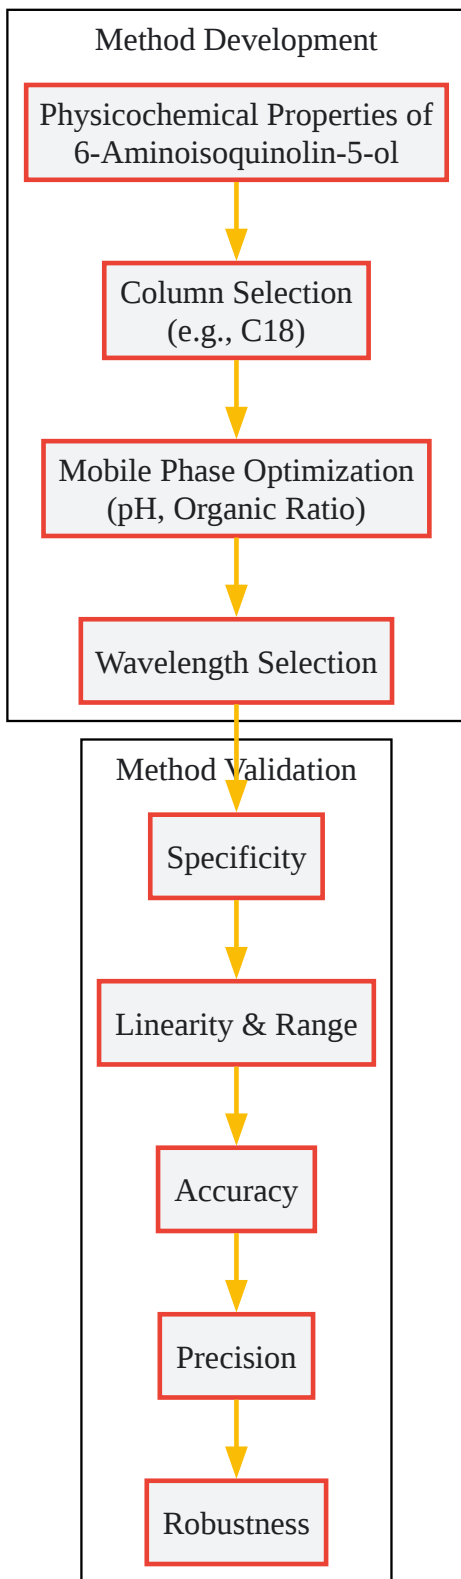 Method Development
Physicochemical Properties of
6-Aminoisoquinolin-5-ol
Column Selection
(e.g., C18)
Mobile Phase Optimization
(pH, Organic Ratio)
Wavelength Selection
Method Validation
Specificity
Linearity & Range
Accuracy
Precision
Robustness